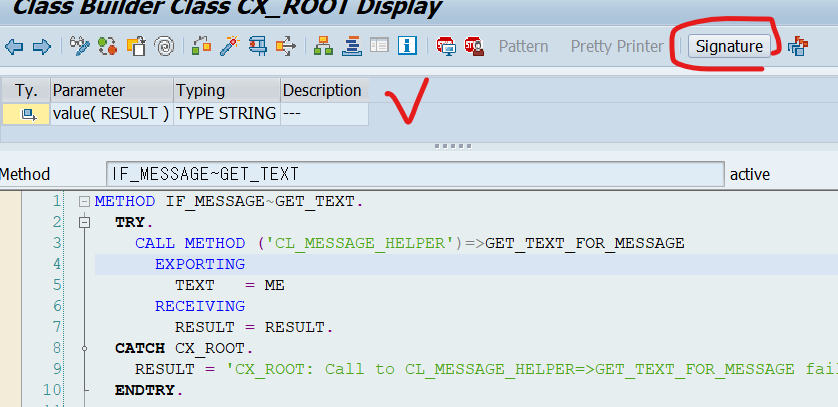 Class Builder Class CX_ROOT Display
Pattern Pretty Printer Signature
Ty. Parameter Typing Description
value( RESULT ) TYPE STRING ---
Method IF_MESSAGE~GET_TEXT active
1 METHOD IF_MESSAGE~GET_TEXT.
2 TRY.
3 CALL METHOD ('CL_MESSAGE_HELPER')=>GET_TEXT_FOR_MESSAGE
4 EXPORTING
5 TEXT = ME
6 RECEIVING
7 RESULT = RESULT.
8 CATCH CX_ROOT.
9 RESULT = 'CX_ROOT: Call to CL_MESSAGE_HELPER=>GET_TEXT_FOR_MESSAGE fai
10 ENDTRY.